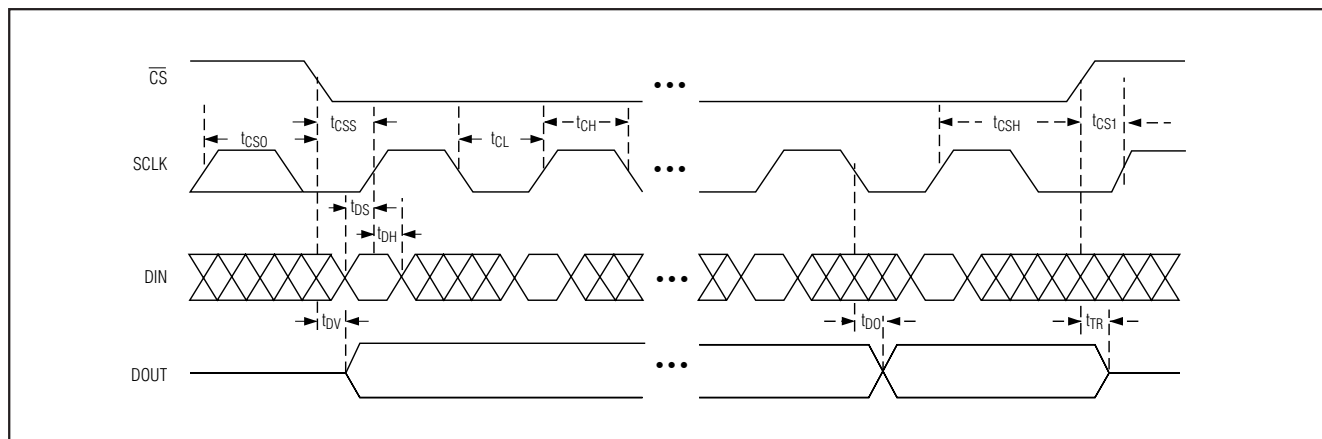 CS
tCSO
tCSS
tCL
tCH
tCSH
tCS1
SCLK
tDS
tDH
DIN
tDV
tDO
tTR
DOUT